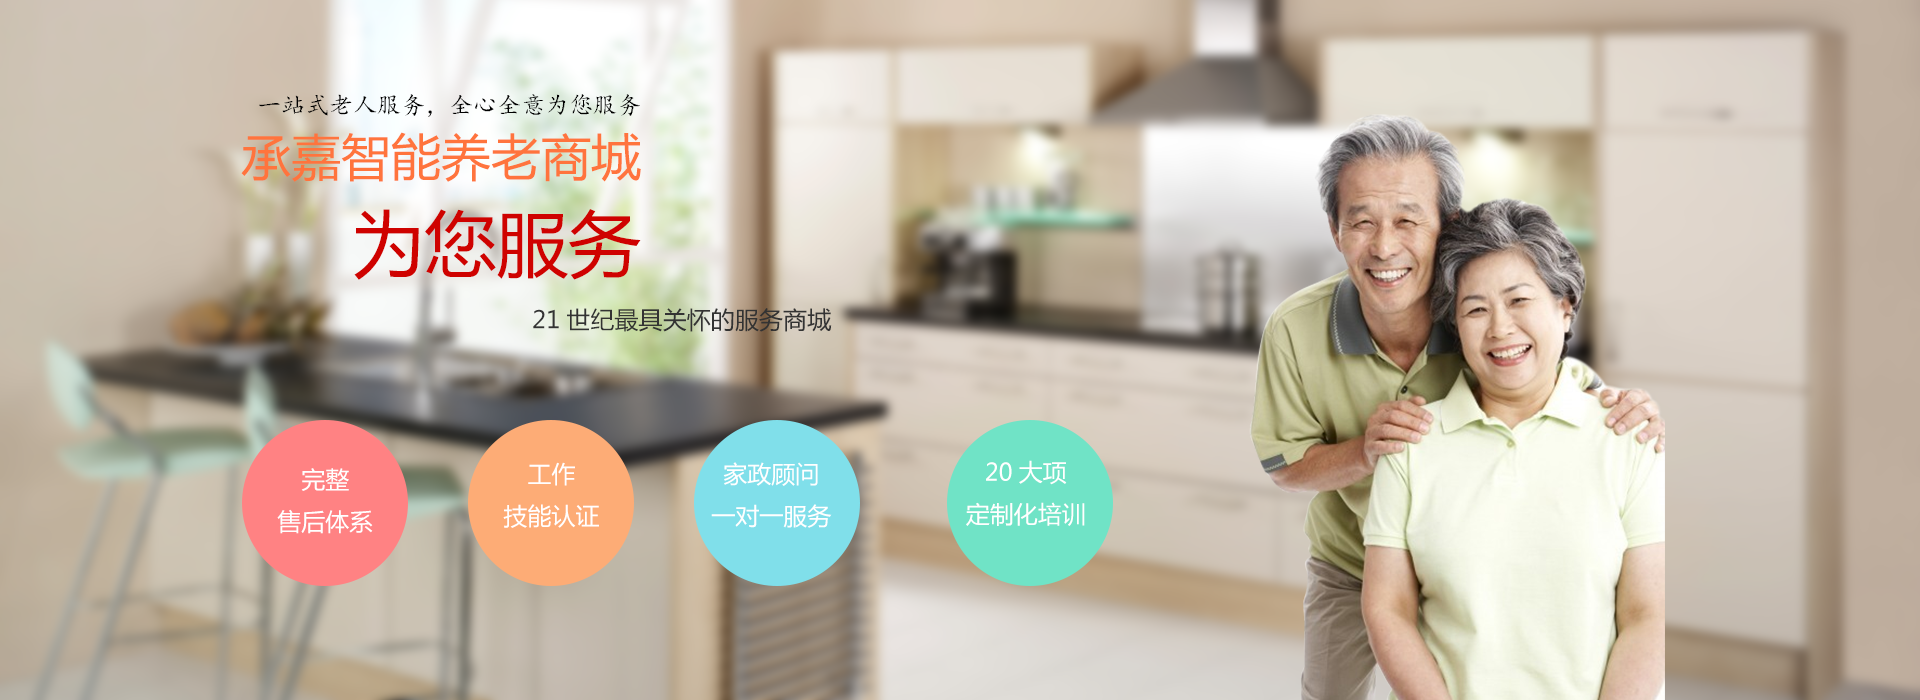 一站式老人服务，全心全意为您服务
承嘉智能养老商城
为您服务
21 世纪最具关怀的服务商城
完整
售后体系
工作
技能认证
家政顾问
一对一服务
20 大项
定制化培训